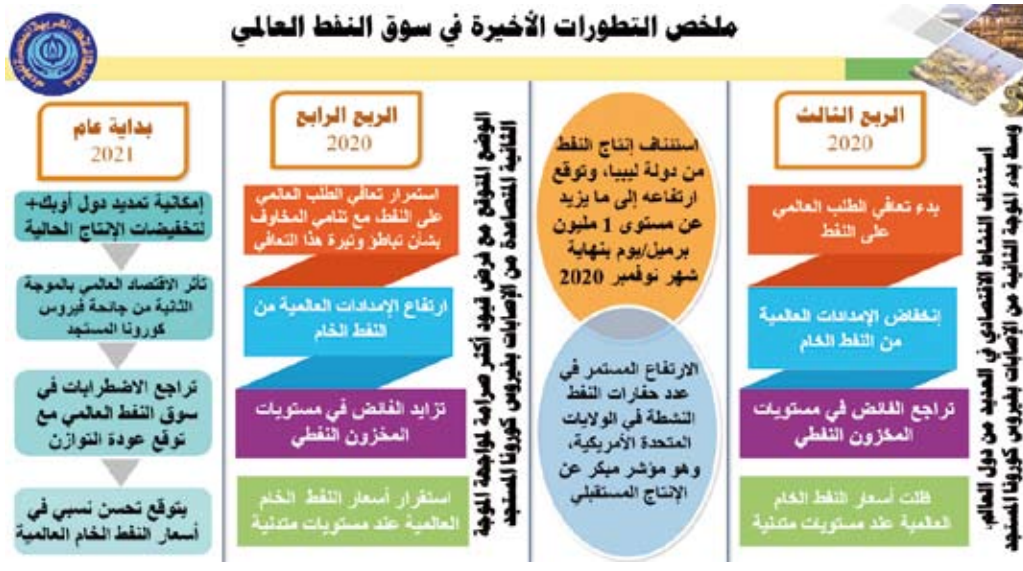 ملخص التطورات الأخيرة في سوق النفط العالمي
الربع الثالث
2020
بدء تعافي الطلب العالمي
على النفط
إنخفاض الإمدادات العالمية
من النفط الخام
تراجع الفائض في مستويات
المخزون النفطي
ظلت أسعار النفط الخام
العالمية عند مستويات متدنية
استئناف النشاط الاقتصادي في العديد من دول العالم،
وسط بدء الموجة الثانية من الإصابات بفيروس كورونا المستجد
استئناف إنتاج النفط
من دولة ليبيا، وتوقع
ارتفاعه إلى ما يزيد
عن مستوى 1 مليون
برميل/يوم بنهاية
شهر نوفمبر 2020
الارتفاع المستمر في
عدد حفارات النفط
النشطة في الولايات
المتحدة الأمريكية،
وهو مؤشر مبكر عن
الإنتاج المستقبلي
الربع الرابع
2020
استمرار تعافي الطلب العالمي
على النفط، مع تنامي المخاوف
بشأن تباطؤ وتيرة هذا التعافي
ارتفاع الإمدادات العالمية من
النفط الخام
تزايد الفائض في مستويات
المخزون النفطي
استقرار أسعار النفط الخام
العالمية عند مستويات متدنية
الوضع المتوقع مع فرض قيود أكثر صرامة لمواجهة الموجة
الثانية المتصاعدة من الإصابات بفيروس كورونا المستجد
بداية عام
2021
إمكانية تمديد دول أوبك+
لتخفيضات الإنتاج الحالية
تأثر الاقتصاد العالمي بالموجة
الثانية من جائحة فيروس
كورونا المستجد
تراجع الاضطرابات في
سوق النفط العالمي مع
توقع عودة التوازن
يتوقع تحسن نسبي في
أسعار النفط الخام العالمية